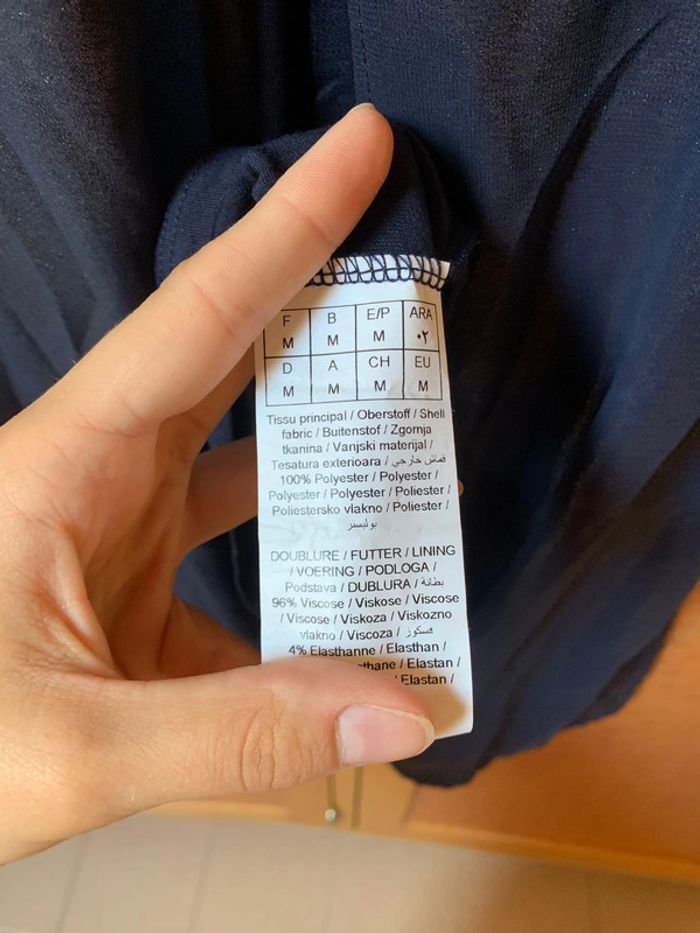 F B E/P ARA
M M M ٠٢
D A CH EU
M M M M
Tissu principal / Oberstoff / Shell
fabric / Buitenstof / Zgornja
tkanina / Vanjski materijal /
Tesatura exterioara / قماش خارجي
100% Polyester / Polyester /
Polyester / Polyester / Poliester /
Poliestersko vlakno / Poliester /
بوليستر
DOUBLURE / FUTTER / LINING
/ VOERING / PODLOGA /
Podstava / DUBLURA / بطانة
96% Viscose / Viskose / Viscose
/ Viscose / Viskoza / Viskozno
vlakno / Viscoza / فسكوز
4% Elasthanne / Elasthan /
/ Elastan /
/ Elastan /